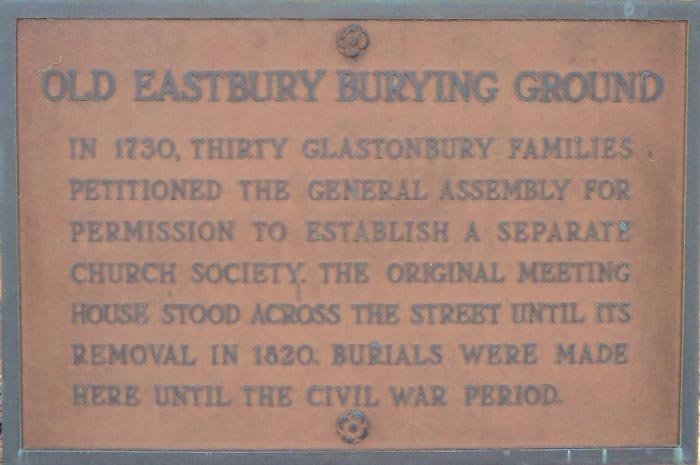 OLD EASTBURY BURYING GROUND
IN 1730, THIRTY GLASTONBURY FAMILIES
PETITIONED THE GENERAL ASSEMBLY FOR
PERMISSION TO ESTABLISH A SEPARATE
CHURCH SOCIETY. THE ORIGINAL MEETING
HOUSE STOOD ACROSS THE STREET UNTIL ITS
REMOVAL IN 1820. BURIALS WERE MADE
HERE UNTIL THE CIVIL WAR PERIOD.